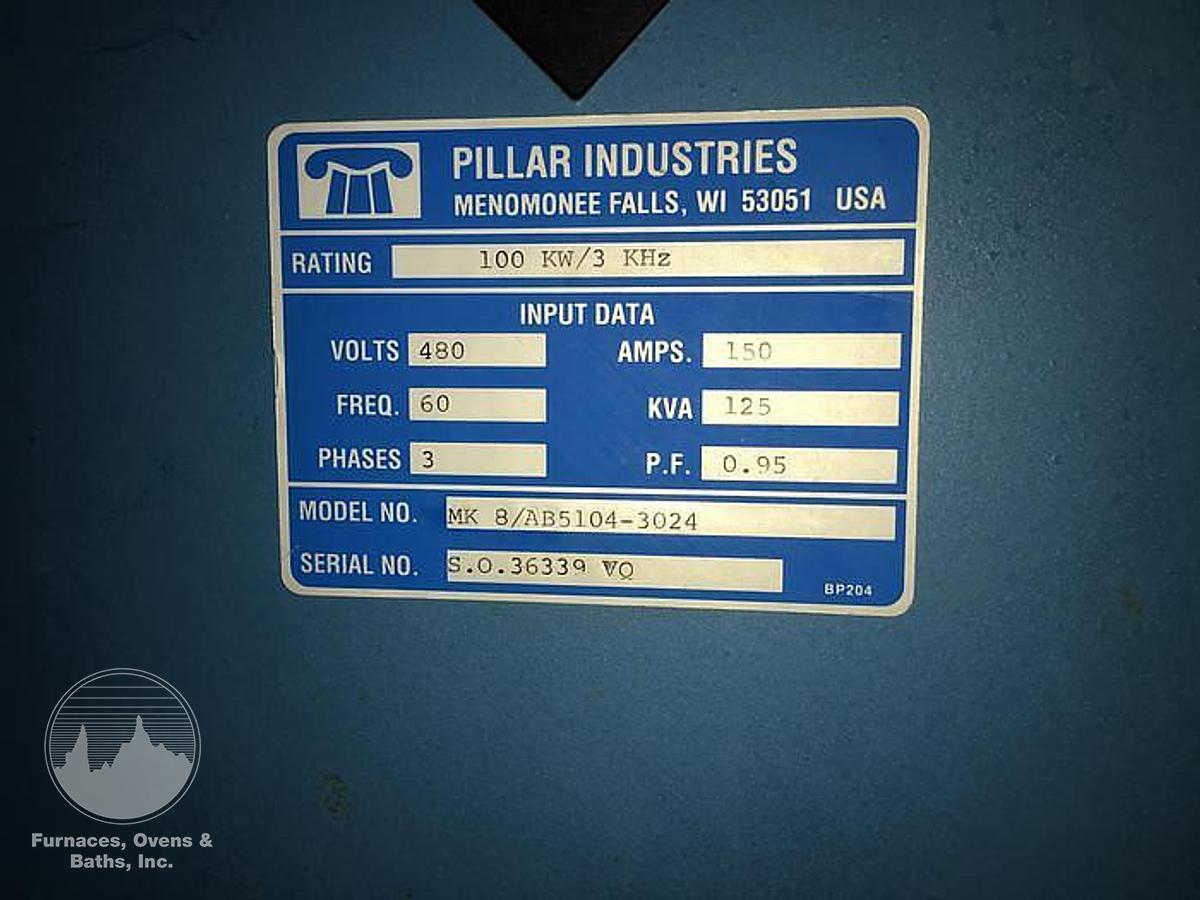 PILLAR INDUSTRIES
MENOMONEE FALLS, WI 53051 USA
RATING 100 KW/3 KHz
INPUT DATA
VOLTS 480 AMPS. 150
FREQ. 60 KVA 125
PHASES 3 P.F. 0.95
MODEL NO. MK 8/AB5104-3024
SERIAL NO. S.O.36339 VQ
BP204
Furnaces, Ovens &
Baths, Inc.